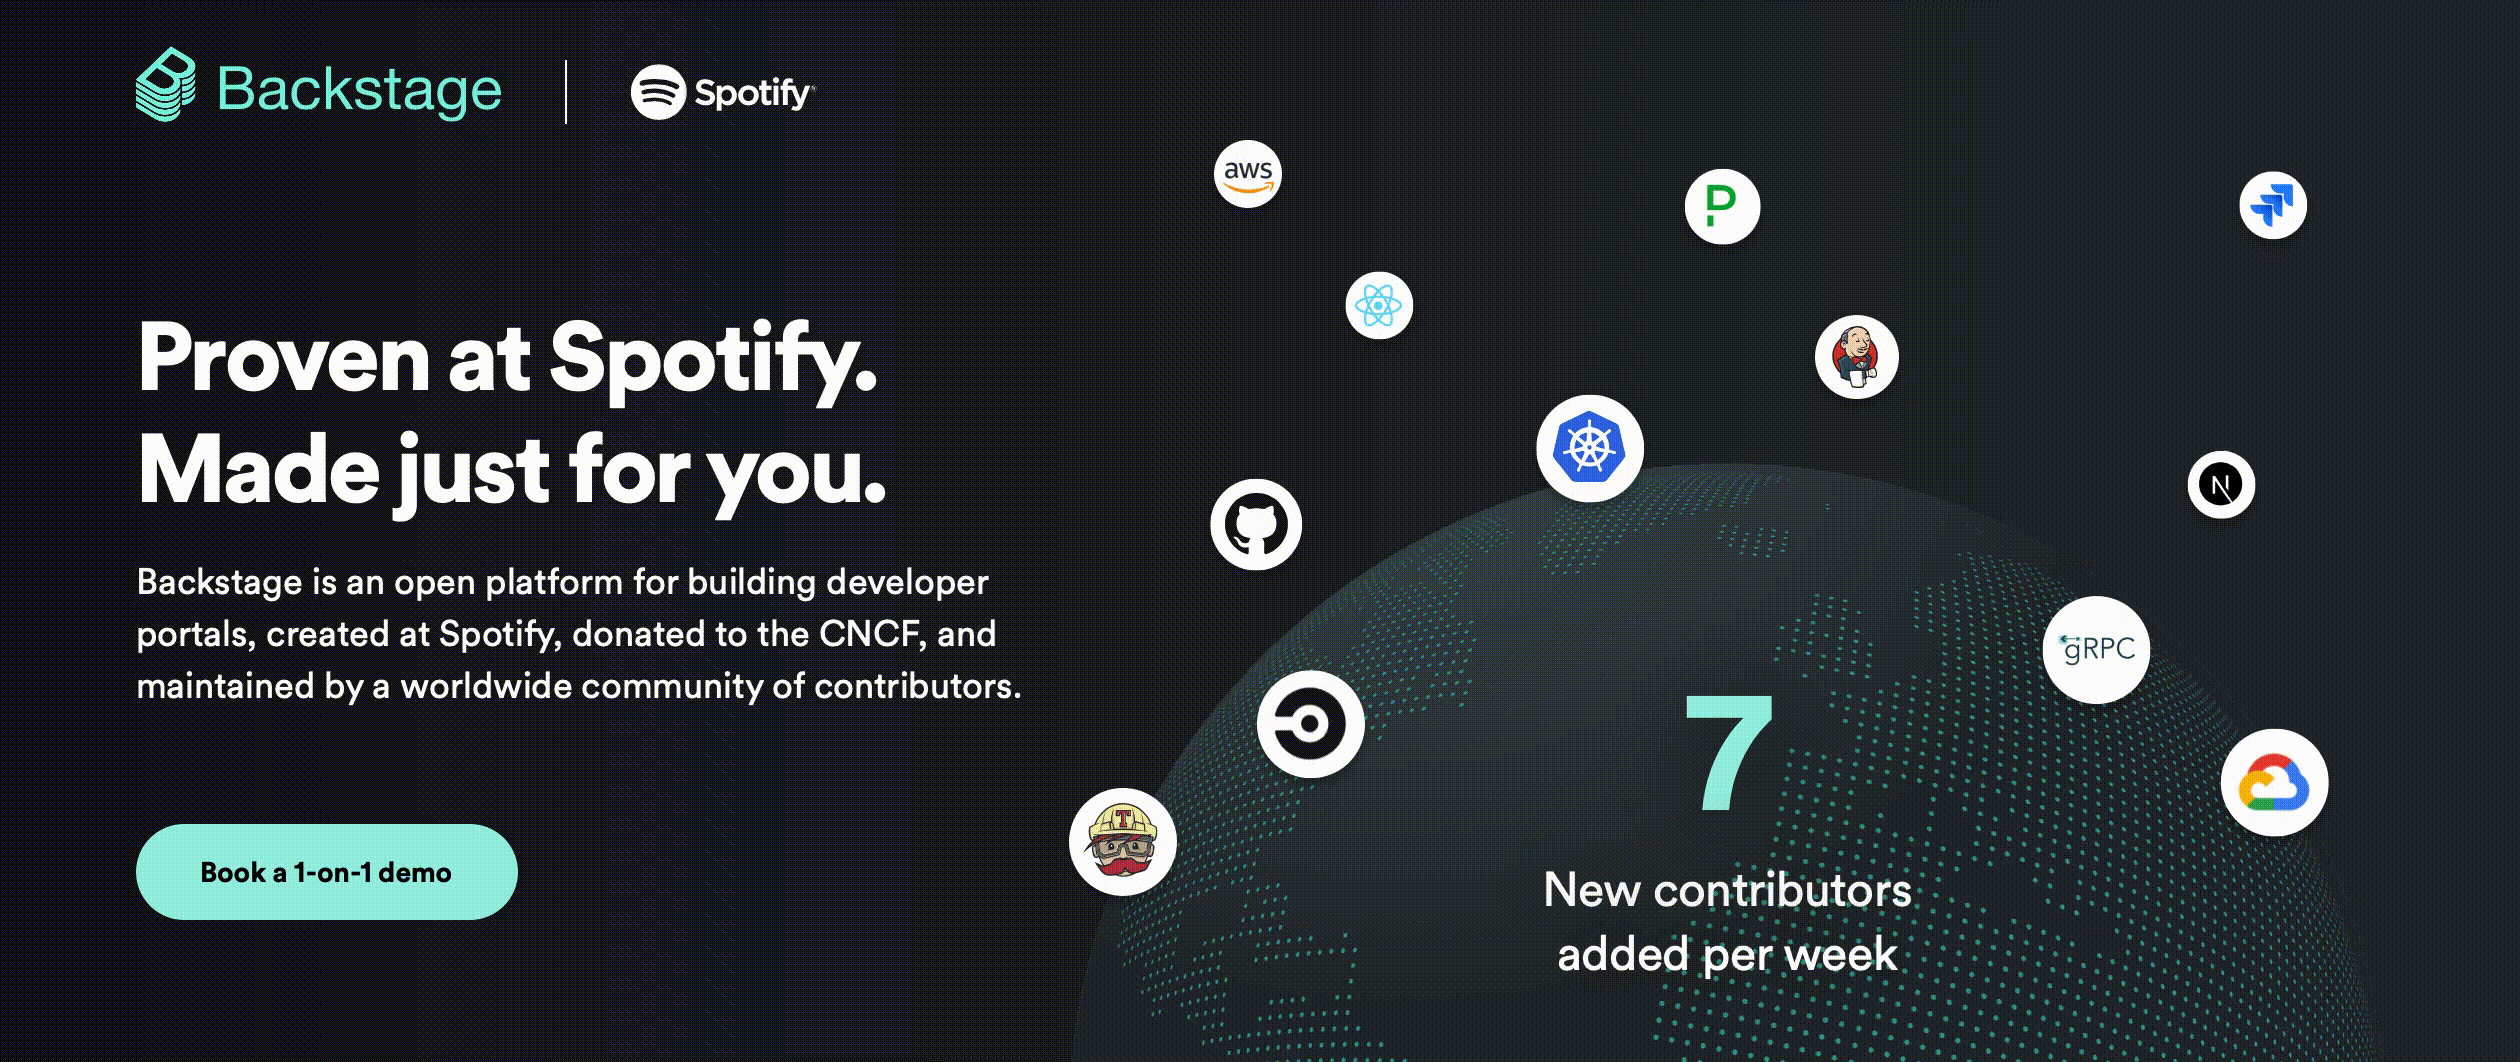 Backstage
Spotify
aws
P
Proven at Spotify.
Made just for you.
N
Backstage is an open platform for building developer
portals, created at Spotify, donated to the CNCF, and
maintained by a worldwide community of contributors.
gRPC
7
T
Book a 1-on-1 demo
New contributors
added per week